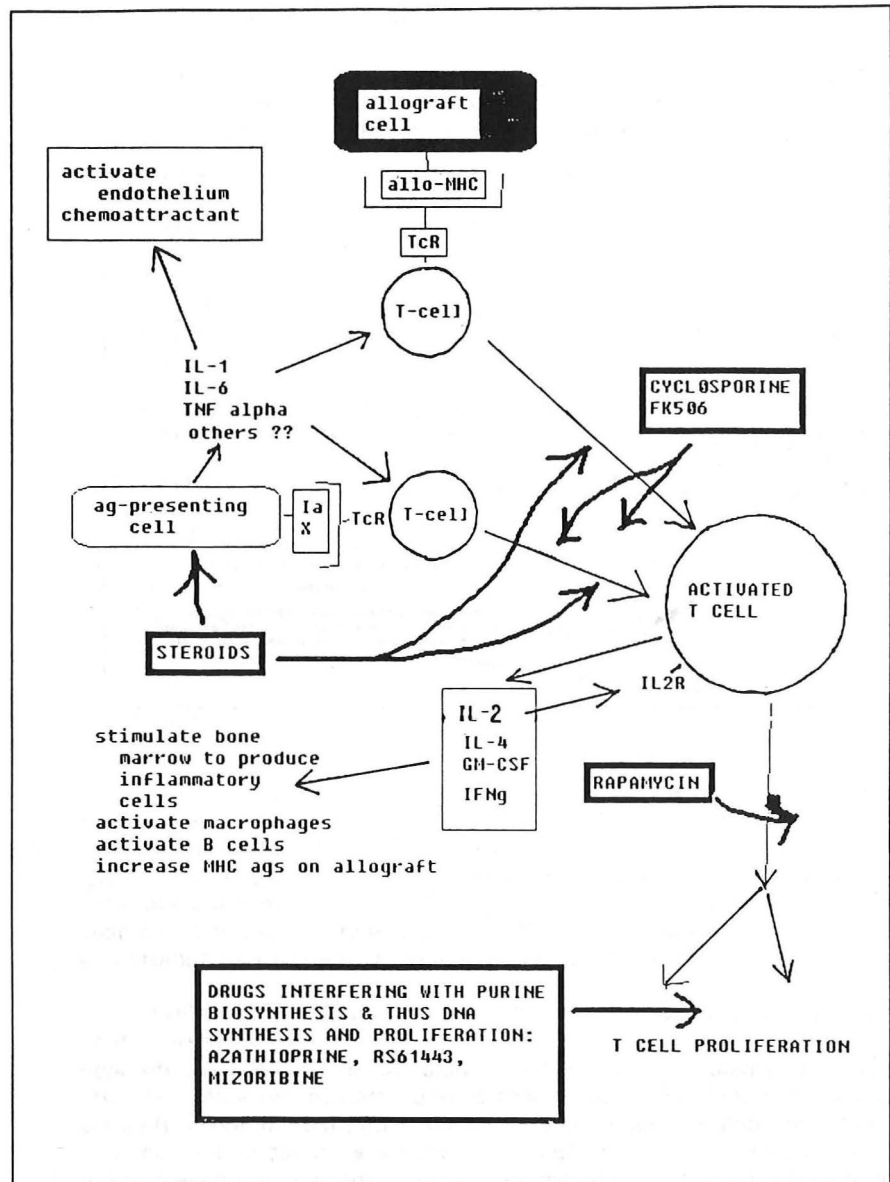 allograft
cell
allo-MHC
TcR
T-cell
activate
endothelium
chemoattractant
IL-1
IL-6
TNF alpha
others ??
CYCLOSPORINE
FK506
ag-presenting
cell
Ia
X
TcR
T-cell
ACTIVATED
T CELL
STEROIDS
IL2R
IL-2
IL-4
GM-CSF
IFNg
stimulate bone
marrow to produce
inflammatory
cells
activate macrophages
activate B cells
increase MHC ags on allograft
RAPAMYCIN
DRUGS INTERFERING WITH PURINE
BIOSYNTHESIS & THUS DNA
SYNTHESIS AND PROLIFERATION:
AZATHIOPRINE, RS61443,
MIZORIBINE
T CELL PROLIFERATION